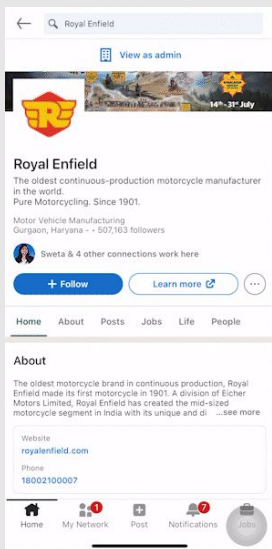 Royal Enfield
View as admin
14th-31st July
Royal Enfield
The oldest continuous-production motorcycle manufacturer
in the world.
Pure Motorcycling. Since 1901.
Motor Vehicle Manufacturing
Gurgaon, Haryana - - 507,163 followers
Sweta & 4 other connections work here
+ Follow
Learn more
Home About Posts Jobs Life People
About
The oldest motorcycle brand in continuous production, Royal
Enfield made its first motorcycle in 1901. A division of Eicher
Motors Limited, Royal Enfield has created the mid-sized
motorcycle segment in India with its unique and di ...see more
Website
royalenfield.com
Phone
18002100007
1 7
Home My Network Post Notifications Jobs